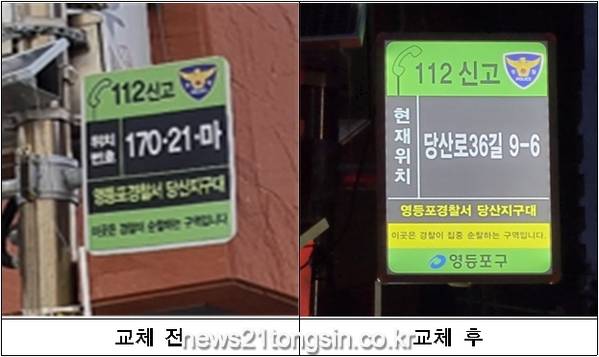 112신고
위치
번호
170·21·마
영등포경찰서 당산지구대
이곳은 경찰이 순찰하는 구역입니다
112 신고
현재위치
당산로36길 9-6
영등포경찰서 당산지구대
이곳은 경찰이 집중 순찰하는 구역입니다.
영등포구
교체 전
교체 후
news21tongsin.co.kr